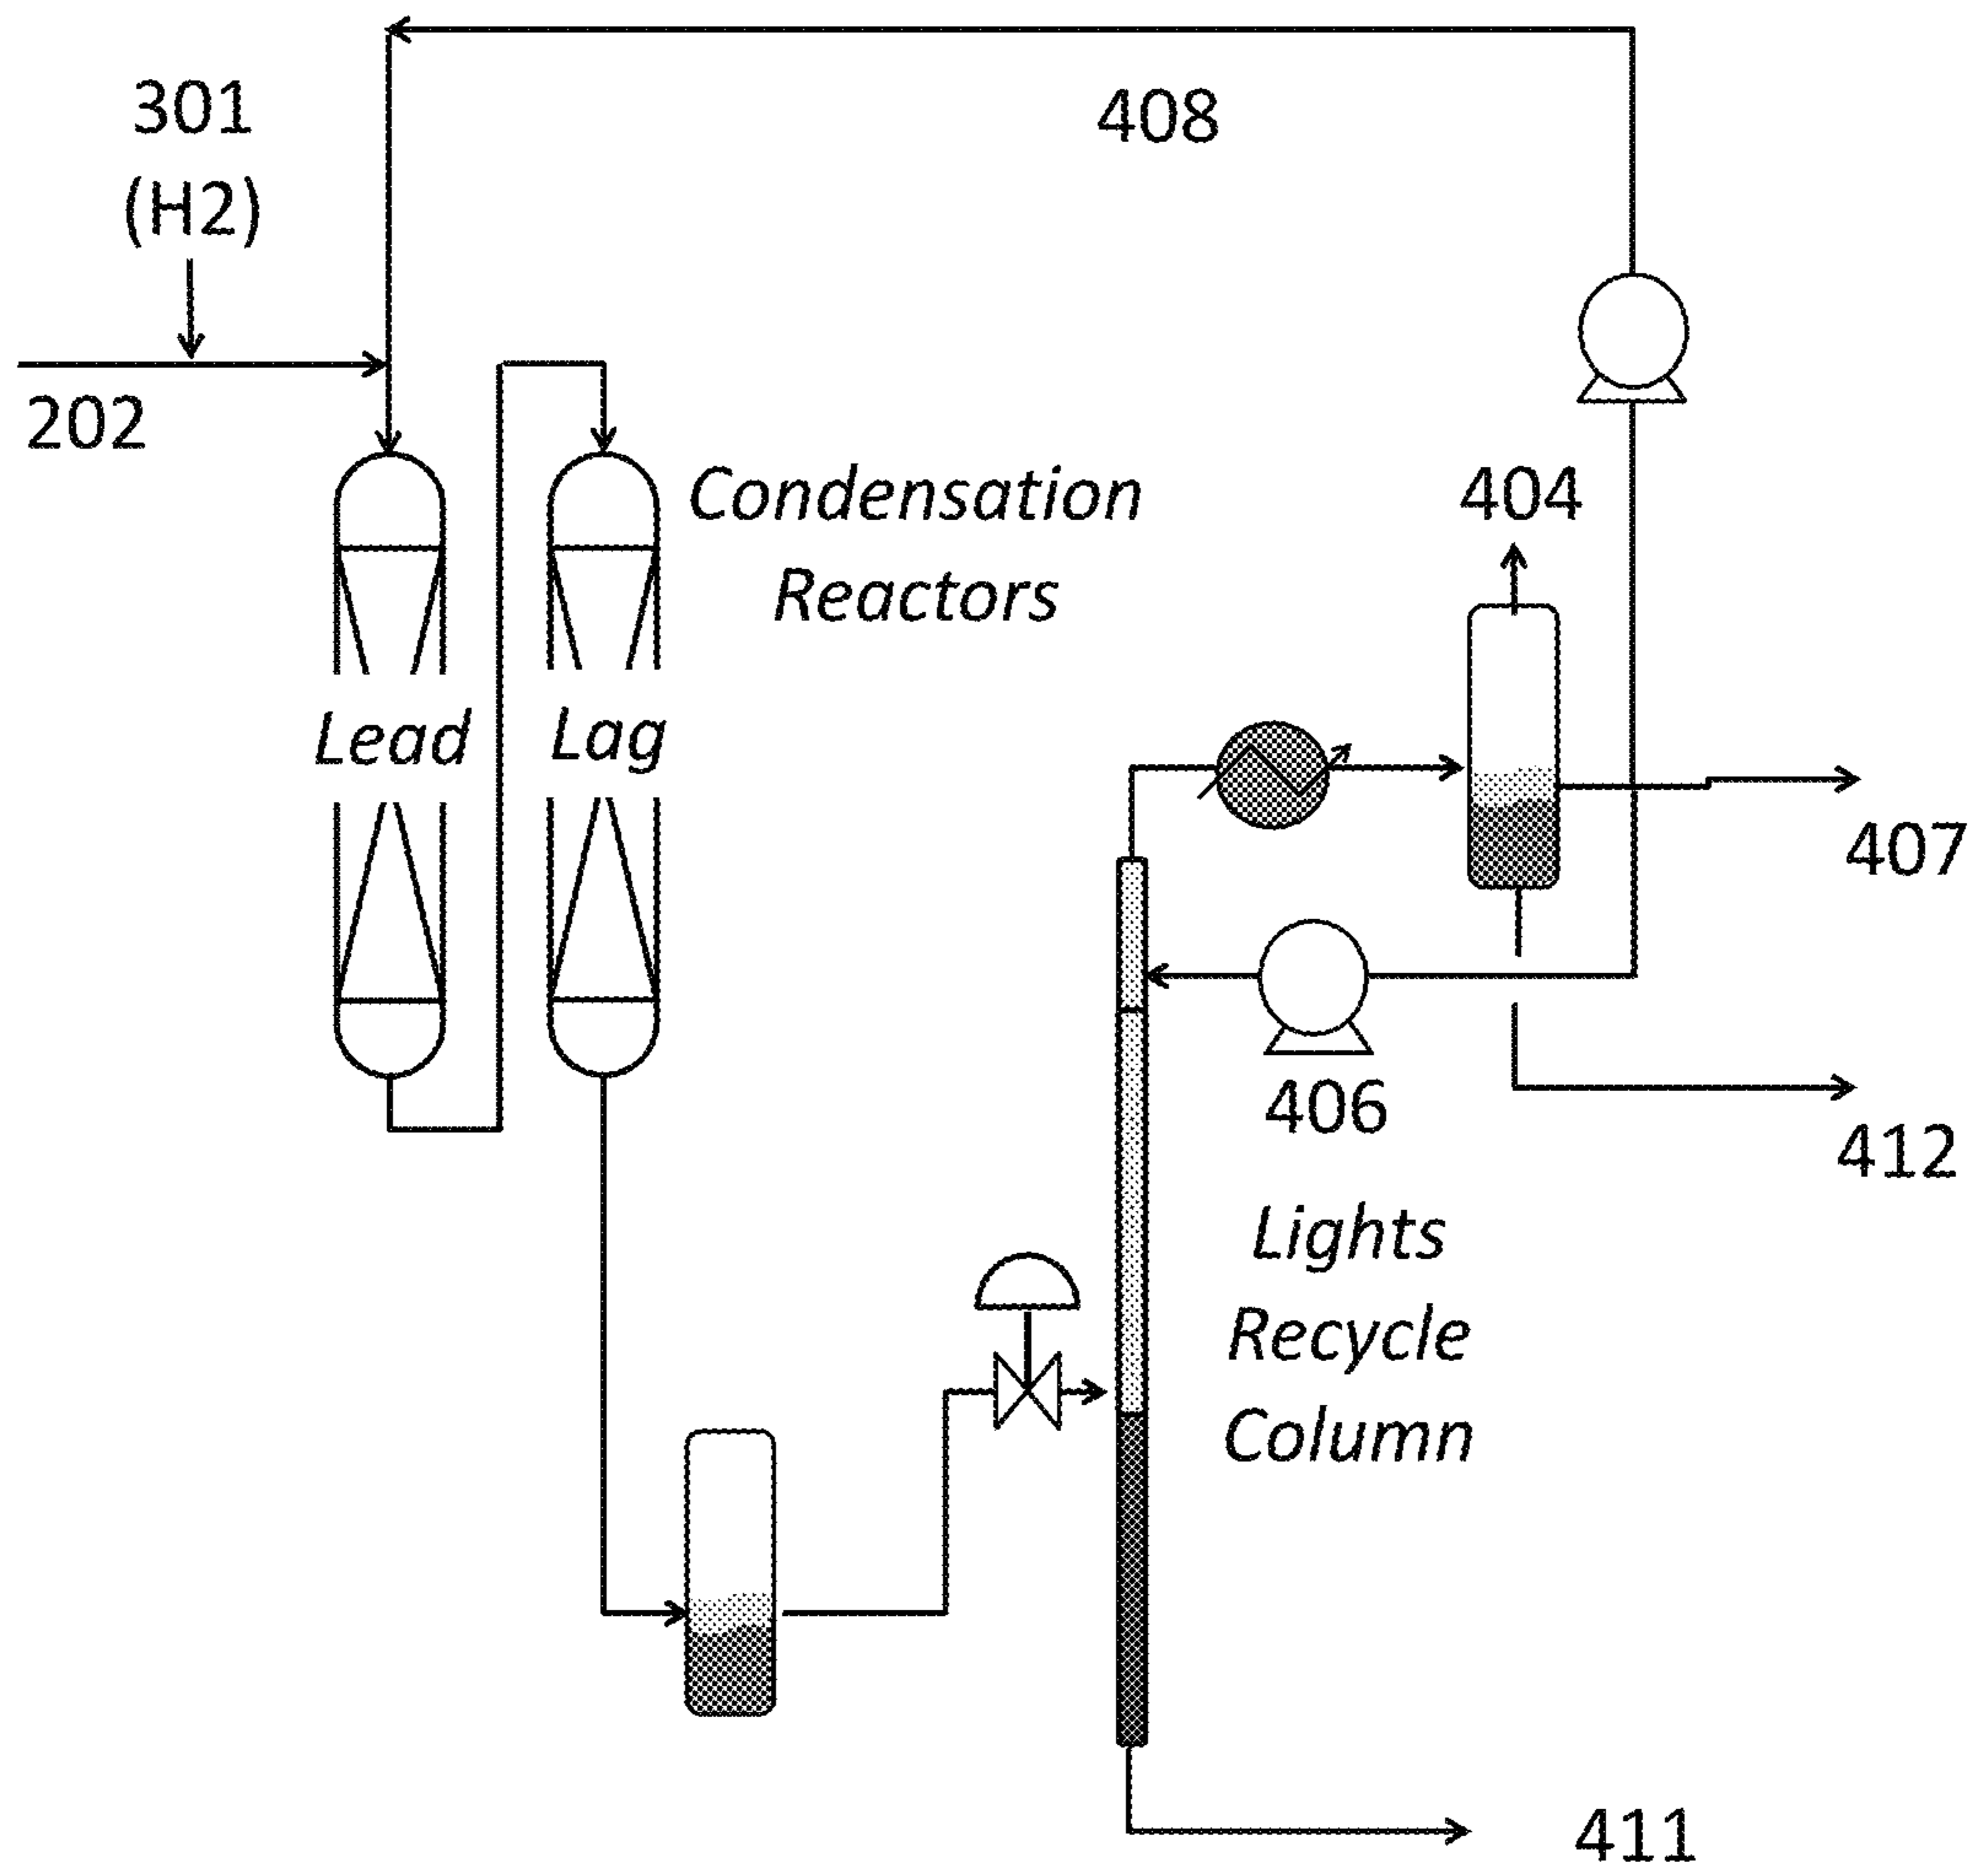 408
301
(H2)
202
Condensation
Reactors
404
Lead
Lag
407
406
412
Lights
Recycle
Column
411